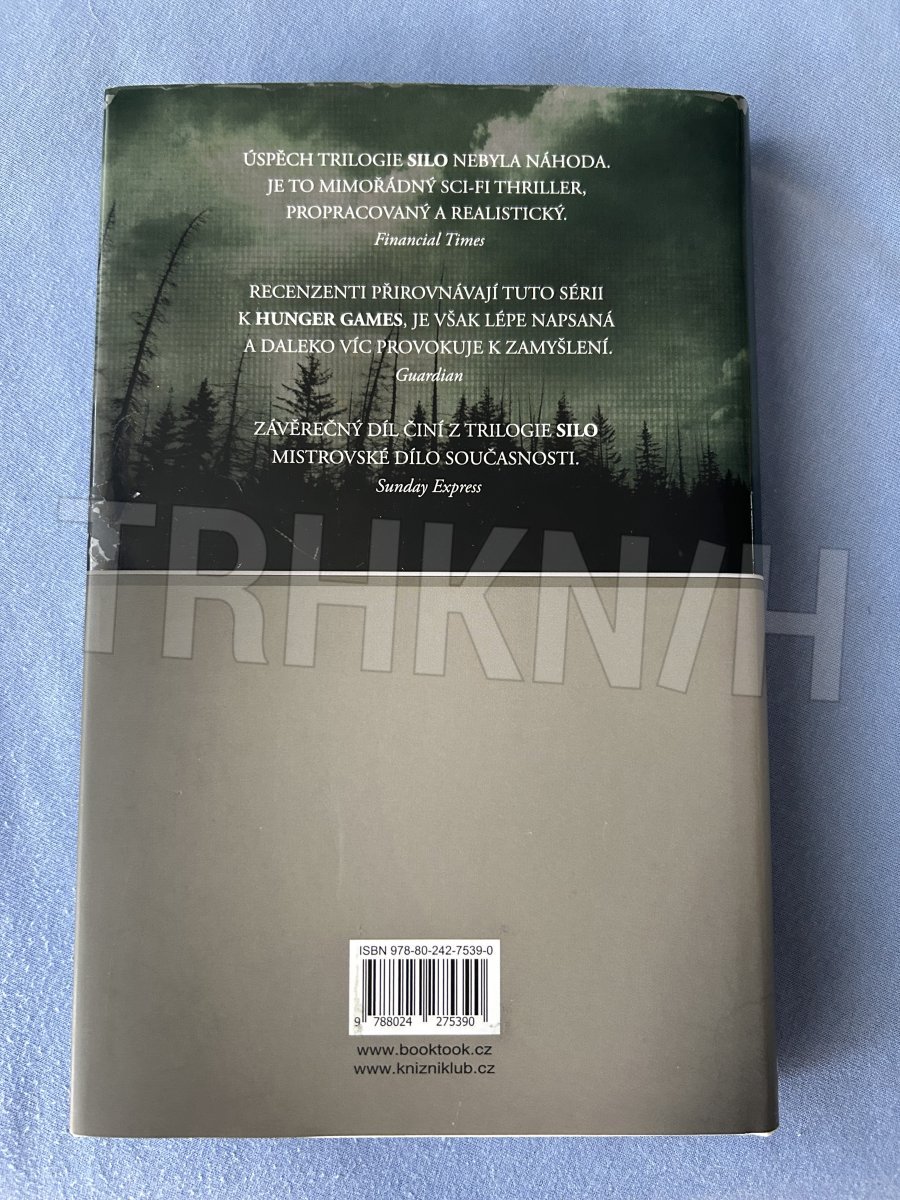 ÚSPĚCH TRILOGIE SILO NEBYLA NÁHODA.
JE TO MIMOŘÁDNÝ SCI-FI THRILLER,
PROPRACOVANÝ A REALISTICKÝ.
Financial Times
RECENZENTI PŘIROVNÁVAJÍ TUTO SÉRII
K HUNGER GAMES, JE VŠAK LÉPE NAPSANÁ
A DALEKO VÍC PROVOKUJE K ZAMYŠLENÍ.
Guardian
ZÁVĚREČNÝ DÍL ČINÍ Z TRILOGIE SILO
MISTROVSKÉ DÍLO SOUČASNOSTI.
Sunday Express
TRHKN/H
ISBN 978-80-242-7539-0
9 788024 275390
www.booktook.cz
www.knizniklub.cz